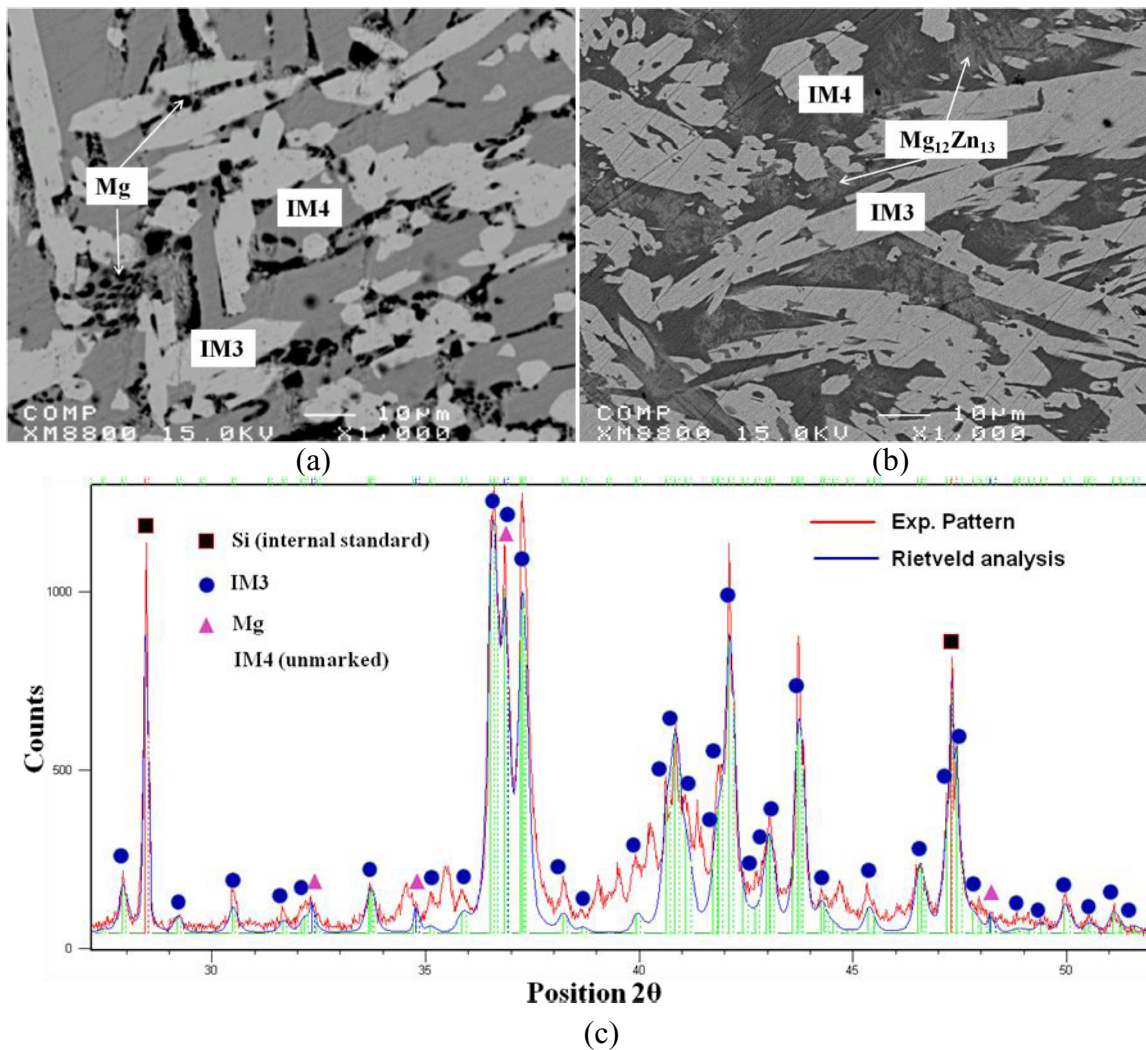 Mg
IM4
IM3
COMP 10μm
XM8800 15.0KV X1,000
(a)
IM4
Mg12Zn13
IM3
COMP 10μm
XM8800 15.0KV X1,000
(b)
Si (internal standard)
IM3
Mg
IM4 (unmarked)
Exp. Pattern
Rietveld analysis
Counts
1000
500
0
30 35 40 45 50
Position 2θ
(c)